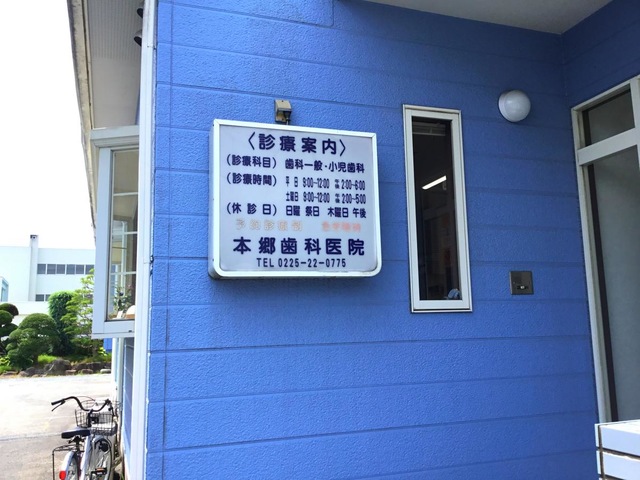 〈診療案内〉
(診療科目) 歯科一般・小児歯科
(診療時間) 平日 9:00-12:00 午後 2:00-6:00
土曜日 9:00-12:00 午後 2:00-5:00
(休診日) 日曜 祭日 木曜日 午後
本郷歯科医院
TEL 0225-22-0775